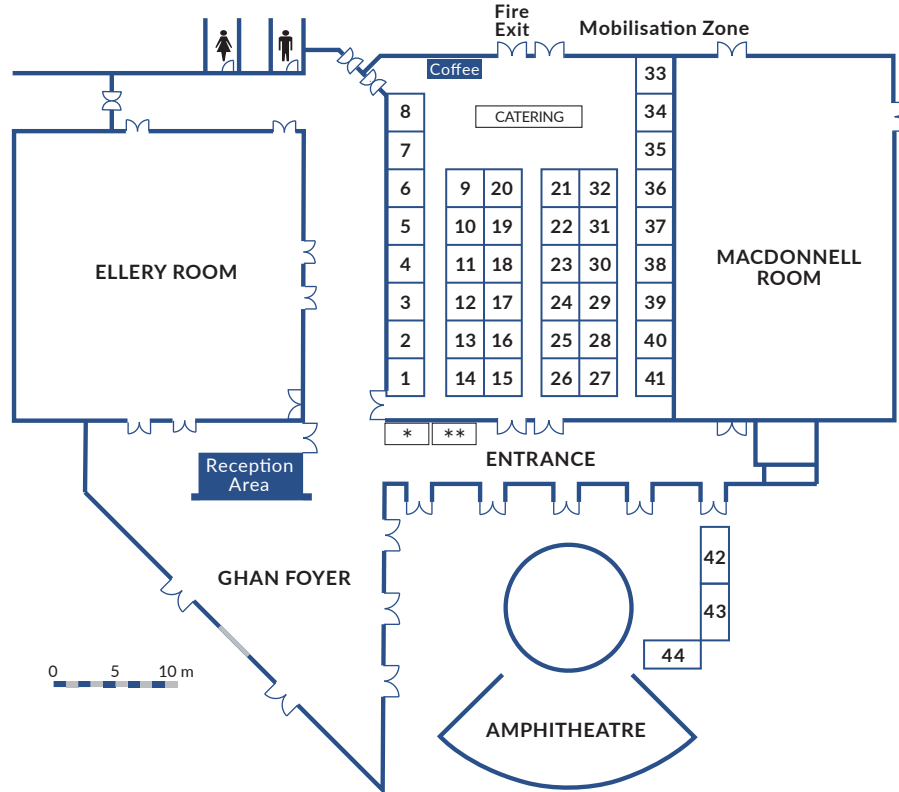 Fire
Exit
Mobilisation Zone
Coffee
33
8
CATERING
34
7
35
6
9 20
21 32
36
5
10 19
22 31
37
4
11 18
23 30
38
3
12 17
24 29
39
2
13 16
25 28
40
1
14 15
26 27
41
ELLERY ROOM
MACDONNELL
ROOM
*
**
ENTRANCE
Reception
Area
GHAN FOYER
42
43
44
0 5 10 m
AMPHITHEATRE